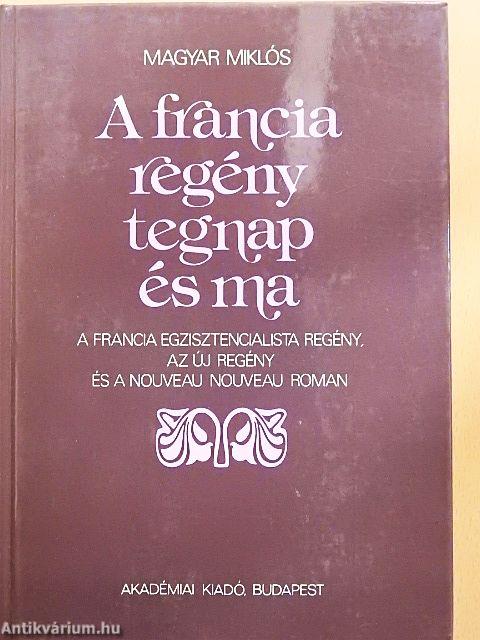 MAGYAR MIKLÓS
A francia
regény
tegnap
és ma
A FRANCIA EGZISZTENCIALISTA REGÉNY,
AZ ÚJ REGÉNY
ÉS A NOUVEAU NOUVEAU ROMAN
AKADÉMIAI KIADÓ, BUDAPEST
Antikvárium.hu